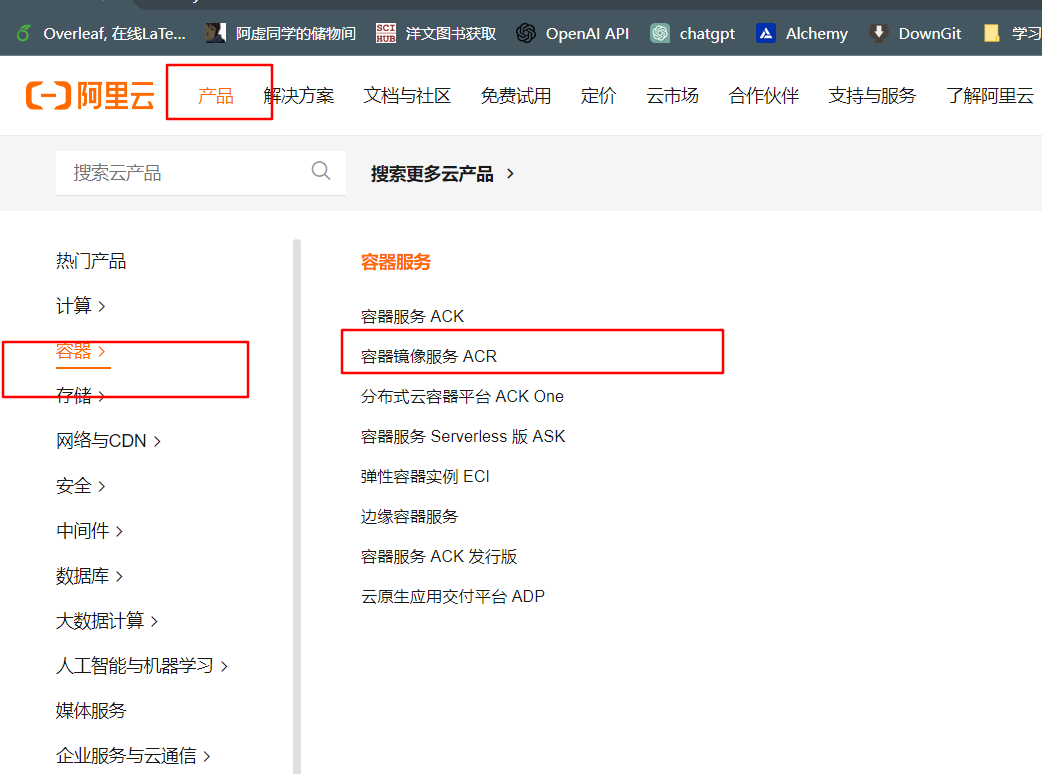 Overleaf, 在线LaTe... 阿虚同学的储物间 SCI HUB 洋文图书获取 OpenAI API chatgpt Alchemy DownGit 学习
阿里云 产品 解决方案 文档与社区 免费试用 定价 云市场 合作伙伴 支持与服务 了解阿里云
搜索云产品 搜索更多云产品 >
热门产品
计算 >
容器 >
存储 >
网络与CDN >
安全 >
中间件 >
数据库 >
大数据计算 >
人工智能与机器学习 >
媒体服务
企业服务与云通信 >
容器服务
容器服务 ACK
容器镜像服务 ACR
分布式云容器平台 ACK One
容器服务 Serverless 版 ASK
弹性容器实例 ECI
边缘容器服务
容器服务 ACK 发行版
云原生应用交付平台 ADP